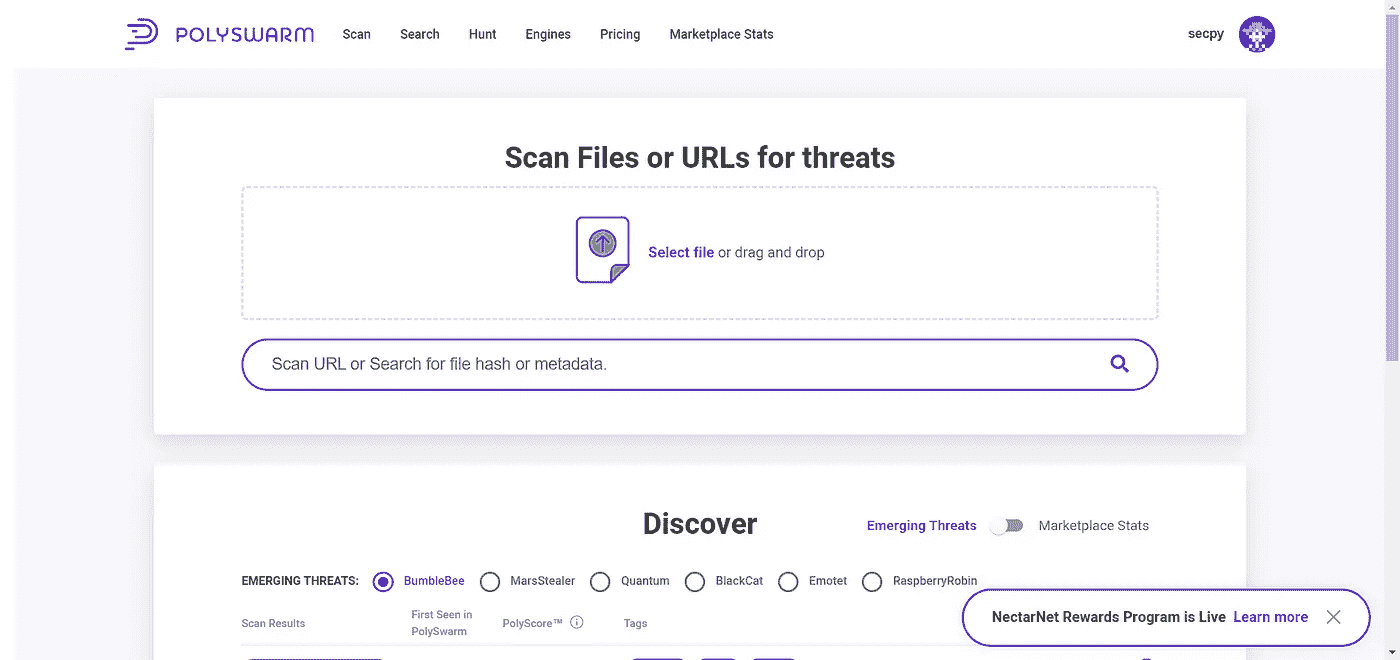 POLYSWARM Scan Search Hunt Engines Pricing Marketplace Stats secpy
Scan Files or URLs for threats
Select file or drag and drop
Scan URL or Search for file hash or metadata.
Discover
Emerging Threats Marketplace Stats
EMERGING THREATS: BumbleBee MarsStealer Quantum BlackCat Emotet RaspberryRobin
Scan Results
First Seen in
PolySwarm
PolyScore™
Tags
NectarNet Rewards Program is Live Learn more